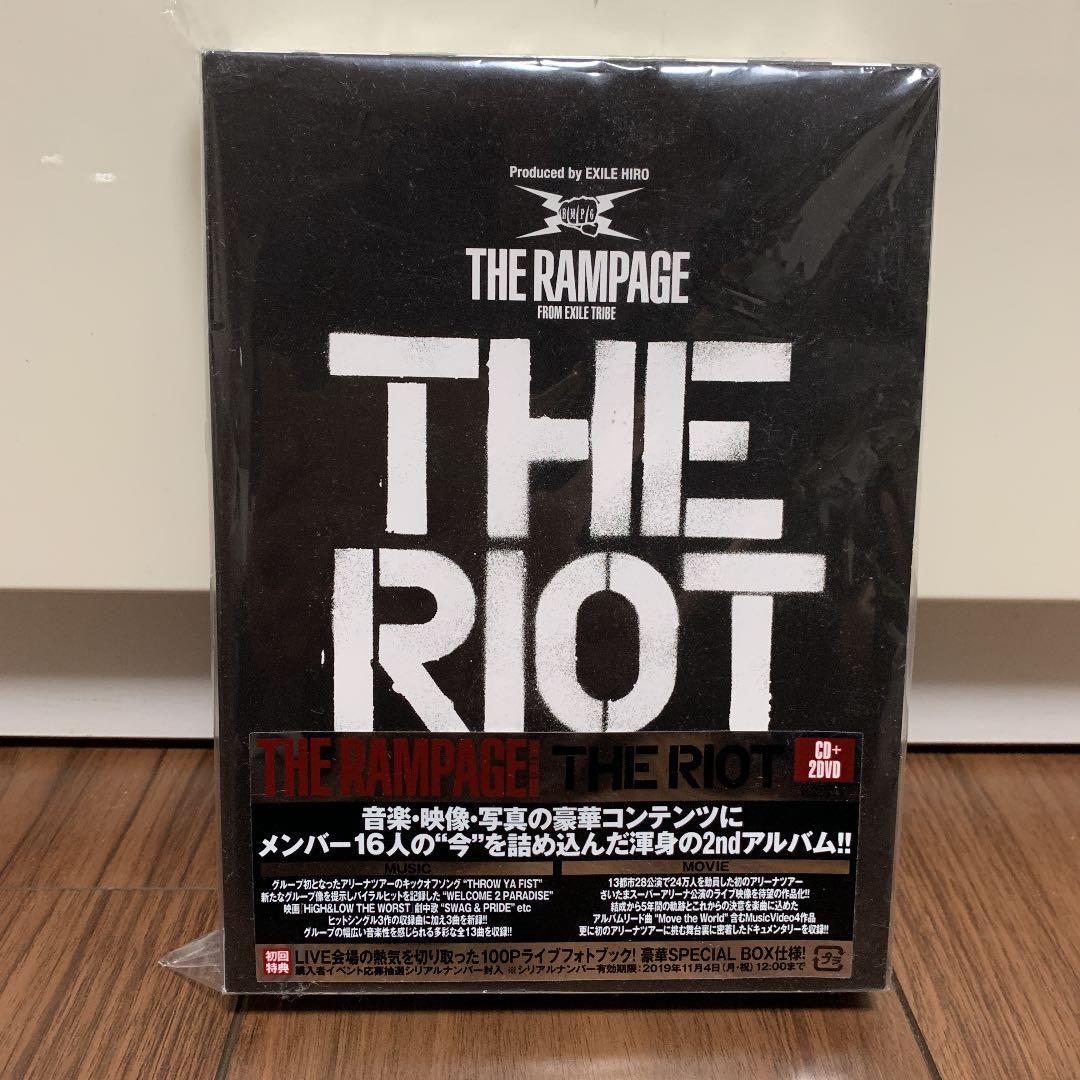 Produced by EXILE HIRO
R/M/P/G
THE RAMPAGE
FROM EXILE TRIBE
THE
RIOT
THE RAMPAGE THE RIOT
CD+
2DVD
音楽・映像・写真の豪華コンテンツに
メンバー16人の“今”を詰め込んだ渾身の2ndアルバム!!
MUSIC
グループ初となったアリーナツアーのキックオフソング “THROW YA FIST”
新たなグループ像を提示しバイラルヒットを記録した “WELCOME 2 PARADISE”
映画「HiGH&LOW THE WORST」劇中歌 “SWAG & PRIDE” etc
ヒットシングル3作の収録曲に加え3曲を新録!!
グループの幅広い音楽性を感じられる多彩な全13曲を収録!!
MOVIE
13都市28公演で24万人を動員した初のアリーナツアー
さいたまスーパーアリーナ公演のライブ映像を待望の作品化!!
結成から5年間の軌跡とこれからの決意を楽曲に込めた
アルバムリード曲 “Move the World” 含むMusicVideo4作品
更に初のアリーナツアーに挑む舞台裏に密着したドキュメンタリーを収録!!
初回
特典
LIVE会場の熱気を切り取った100Pライブフォトブック! 豪華SPECIAL BOX仕様!
購入者イベント応募抽選シリアルナンバー封入 ※シリアルナンバー有効期限:2019年11月4日(月・祝) 12:00まで
プラ